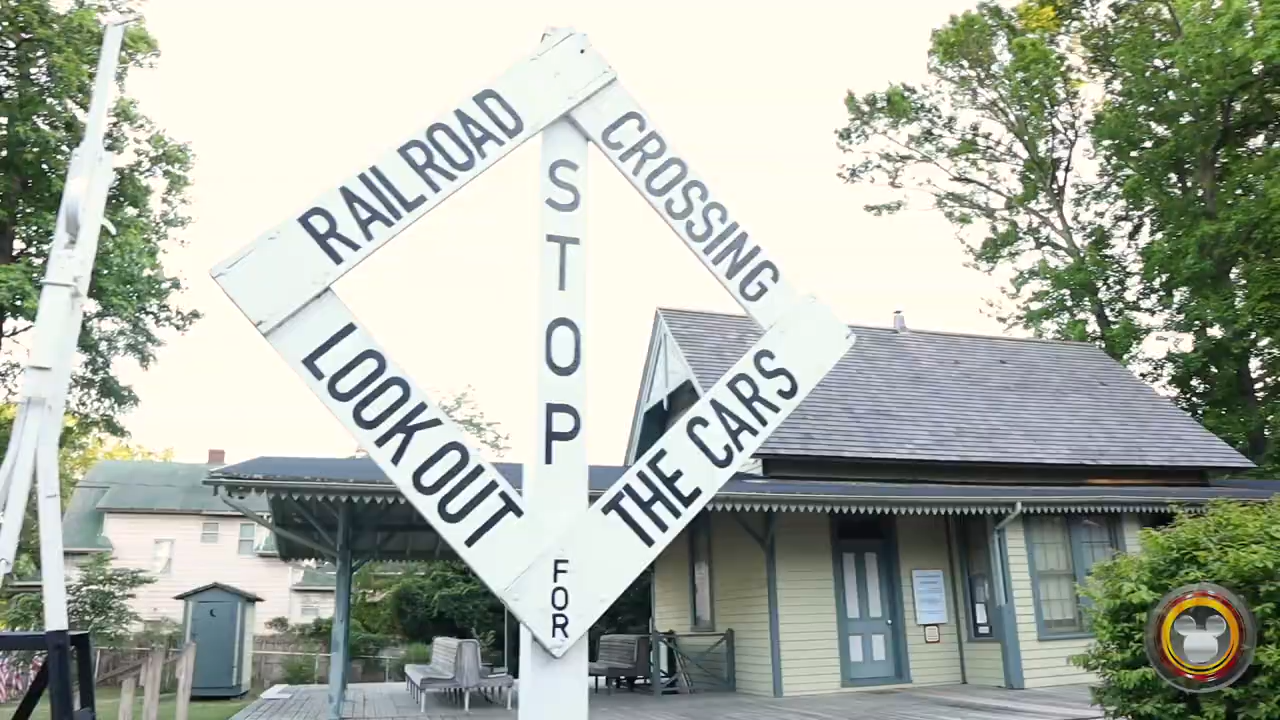 RAILROAD
CROSSING
STOP
LOOK OUT
FOR
THE CARS